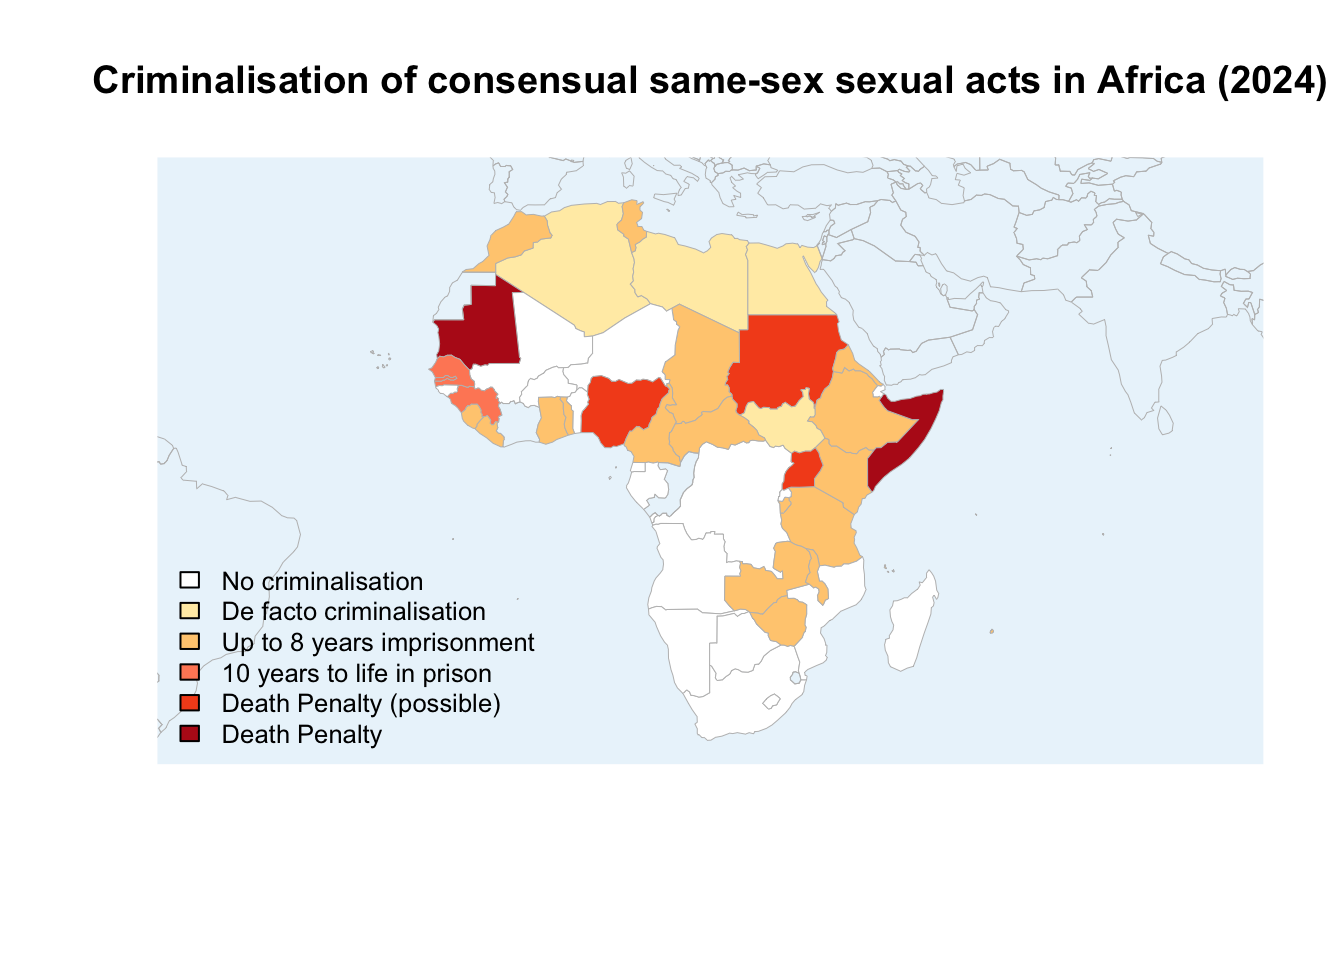 Criminalisation of consensual same-sex sexual acts in Africa (2024)
No criminalisation
De facto criminalisation
Up to 8 years imprisonment
10 years to life in prison
Death Penalty (possible)
Death Penalty